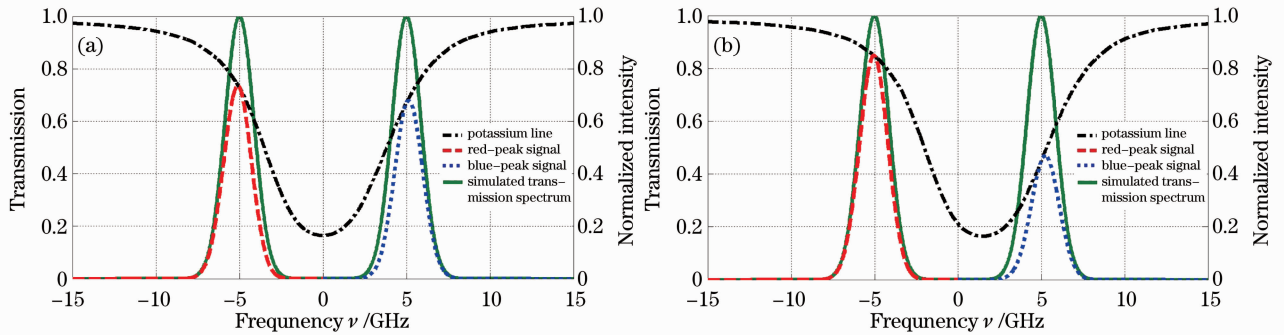 (a)
Transmission
1.0
0.8
0.6
0.4
0.2
0
1.0
0.8
0.6
0.4
0.2
0
Normalized intensity
potassium line
red-peak signal
blue-peak signal
simulated trans-
mission spectrum
−15 −10 −5 0 5 10 15
Frequnency ν /GHz
(b)
Transmission
1.0
0.8
0.6
0.4
0.2
0
1.0
0.8
0.6
0.4
0.2
0
Normalized intensity
potassium line
red-peak signal
blue-peak signal
simulated trans-
mission spectrum
−15 −10 −5 0 5 10 15
Frequnency ν /GHz